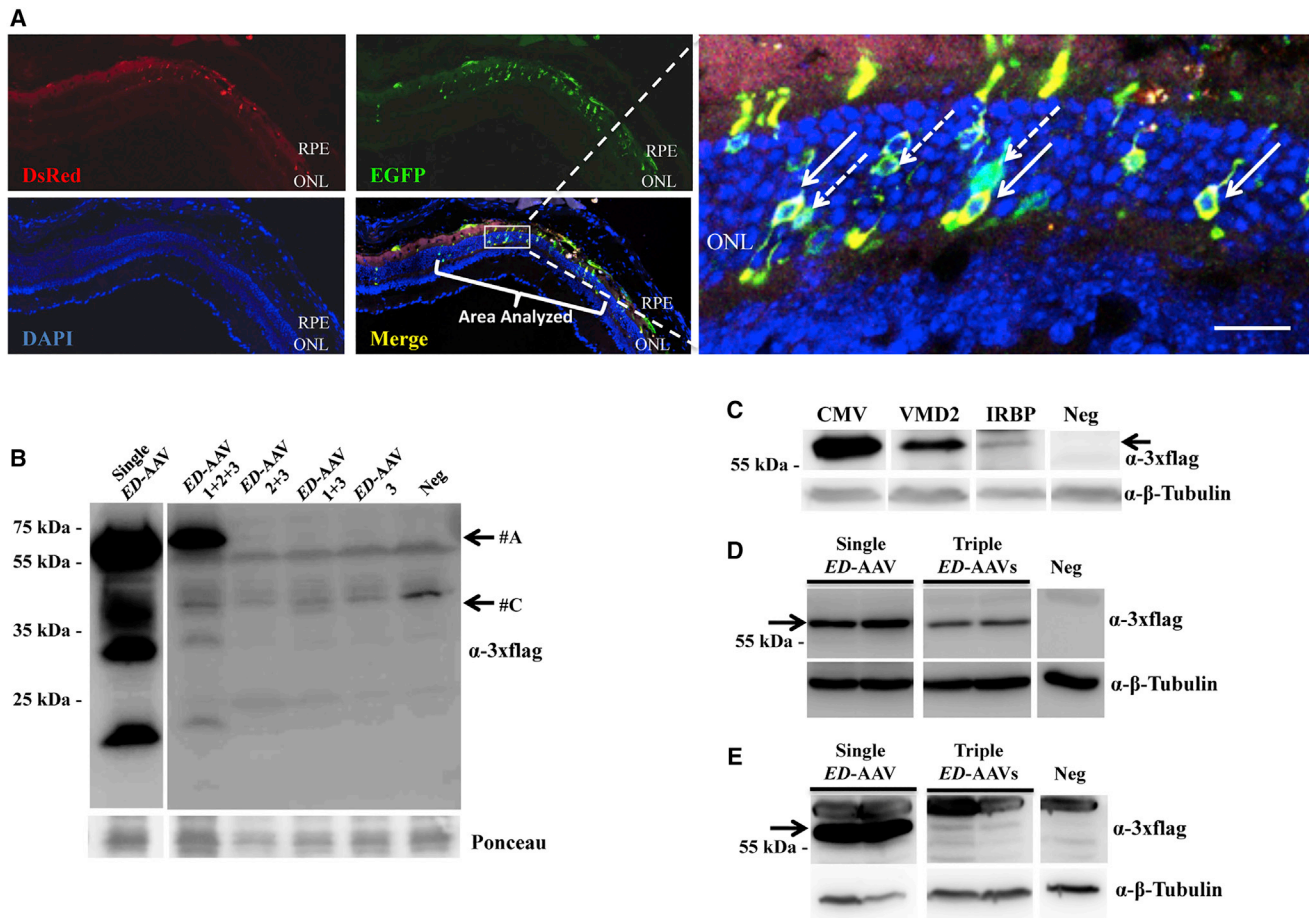 A
DsRed
RPE
ONL
EGFP
RPE
ONL
DAPI
RPE
ONL
Merge
Area Analyzed
RPE
ONL
ONL
B
Single
ED-AAV
ED-AAV
1+2+3
ED-AAV
2+3
ED-AAV
1+3
ED-AAV
3
Neg
75 kDa -
55 kDa -
35 kDa -
25 kDa -
#A
#C
α-3xflag
Ponceau
C
CMV
VMD2
IRBP
Neg
55 kDa -
α-3xflag
α-β-Tubulin
D
Single
ED-AAV
Triple
ED-AAVs
Neg
55 kDa -
α-3xflag
α-β-Tubulin
E
Single
ED-AAV
Triple
ED-AAVs
Neg
55 kDa -
α-3xflag
α-β-Tubulin